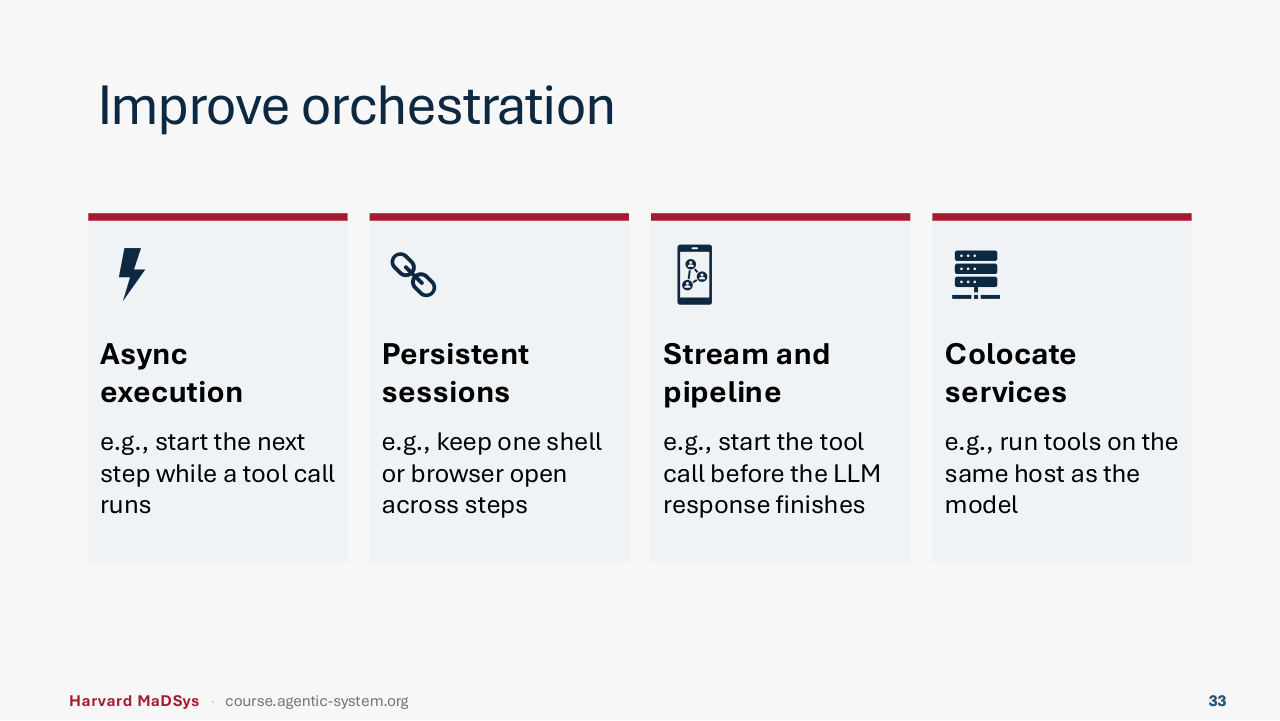 Improve orchestration
Async
execution
e.g., start the next
step while a tool call
runs
Persistent
sessions
e.g., keep one shell
or browser open
across steps
Stream and
pipeline
e.g., start the tool
call before the LLM
response finishes
Colocate
services
e.g., run tools on the
same host as the
model
Harvard MaDSys · course.agentic-system.org
33